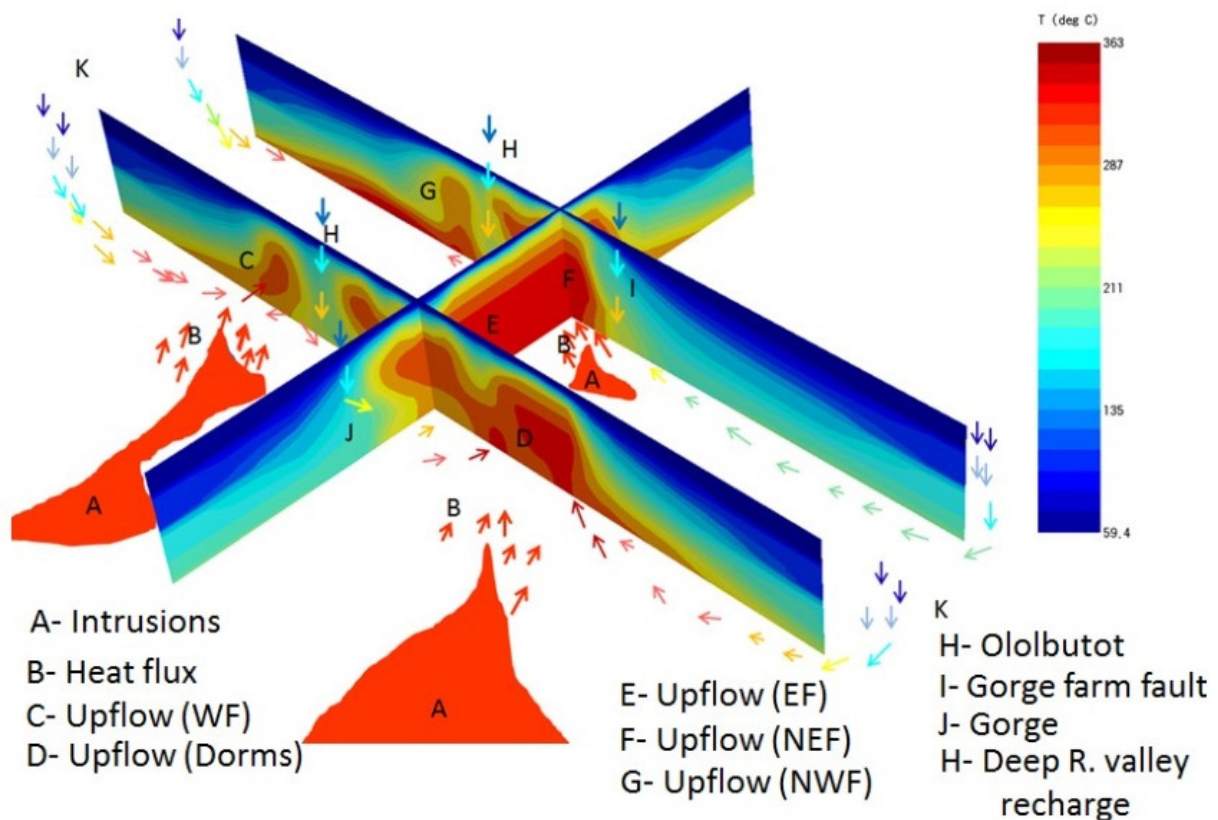 T (deg C)
363
287
211
135
59.4
K
H
G
H
C
I
F
E
B
B
A
J
D
A
B
K
A
A- Intrusions
B- Heat flux
C- Upflow (WF)
D- Upflow (Dorms)
E- Upflow (EF)
F- Upflow (NEF)
G- Upflow (NWF)
H- Ololbutot
I- Gorge farm fault
J- Gorge
H- Deep R. valley
recharge